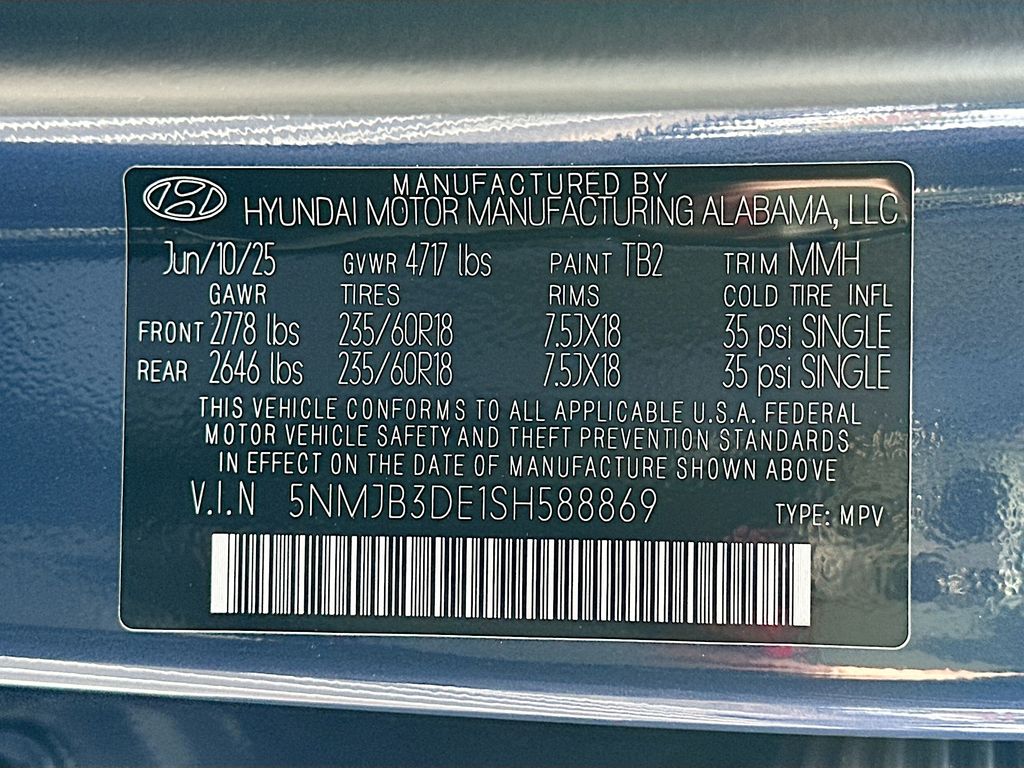 MANUFACTURED BY
HYUNDAI MOTOR MANUFACTURING ALABAMA, LLC
Jun/10/25 GVWR 4717 lbs PAINT TB2 TRIM MMH
GAWR TIRES RIMS COLD TIRE INFL
FRONT 2778 lbs 235/60R18 7.5JX18 35 psi SINGLE
REAR 2646 lbs 235/60R18 7.5JX18 35 psi SINGLE
THIS VEHICLE CONFORMS TO ALL APPLICABLE U.S.A. FEDERAL
MOTOR VEHICLE SAFETY AND THEFT PREVENTION STANDARDS
IN EFFECT ON THE DATE OF MANUFACTURE SHOWN ABOVE
V.I.N 5NMJB3DE1SH588869 TYPE: MPV